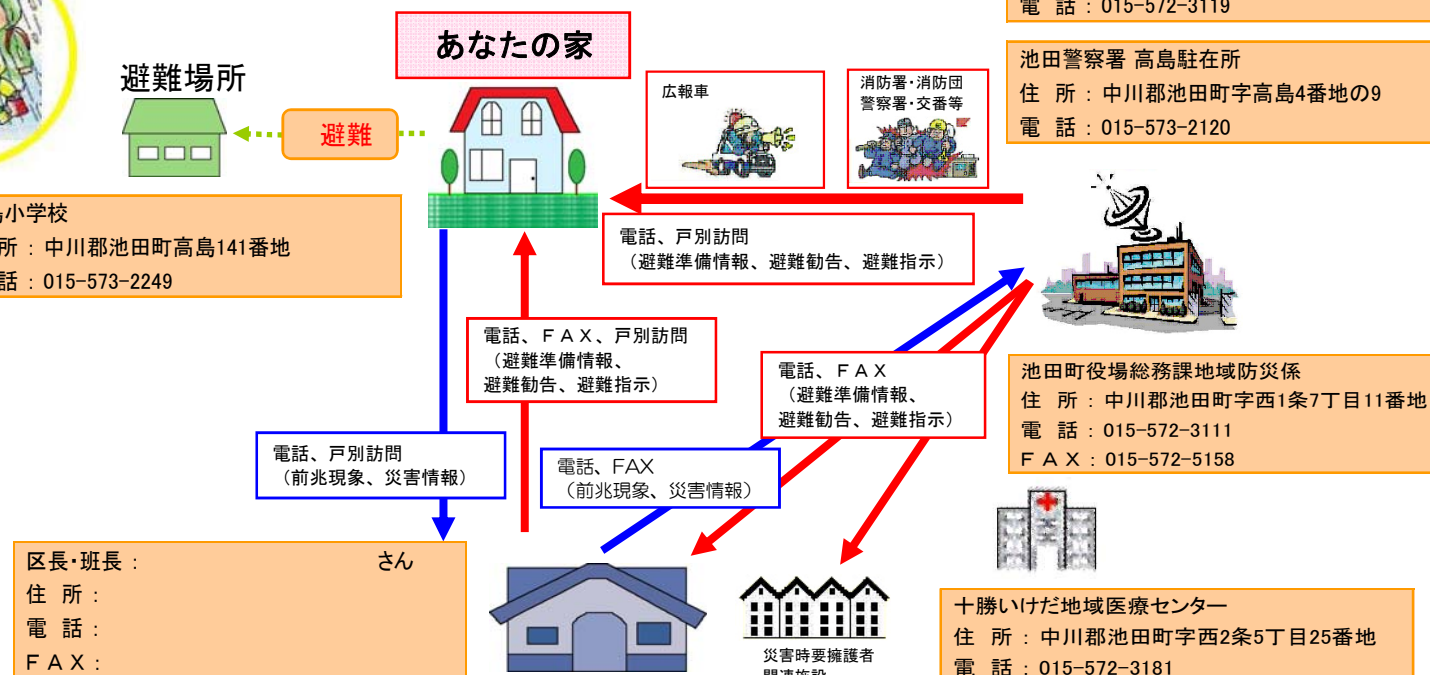 電 話：015-572-3119
あなたの家
避難場所
避難
広報車
消防署・消防団
警察署・交番等
池田警察署 高島駐在所
住 所：中川郡池田町字高島4番地の9
電 話：015-573-2120
小学校
所：中川郡池田町高島141番地
話：015-573-2249
電話、戸別訪問
（避難準備情報、避難勧告、避難指示）
電話、ＦＡＸ、戸別訪問
（避難準備情報、
避難勧告、避難指示）
電話、ＦＡＸ
（避難準備情報、
避難勧告、避難指示）
池田町役場総務課地域防災係
住 所：中川郡池田町字西1条7丁目11番地
電 話：015-572-3111
ＦＡＸ：015-572-5158
電話、戸別訪問
（前兆現象、災害情報）
電話、FAX
（前兆現象、災害情報）
区長・班長： さん
住 所：
電 話：
ＦＡＸ：
災害時要擁護者
関連施設
十勝いけだ地域医療センター
住 所：中川郡池田町字西2条5丁目25番地
電 話：015-572-3181